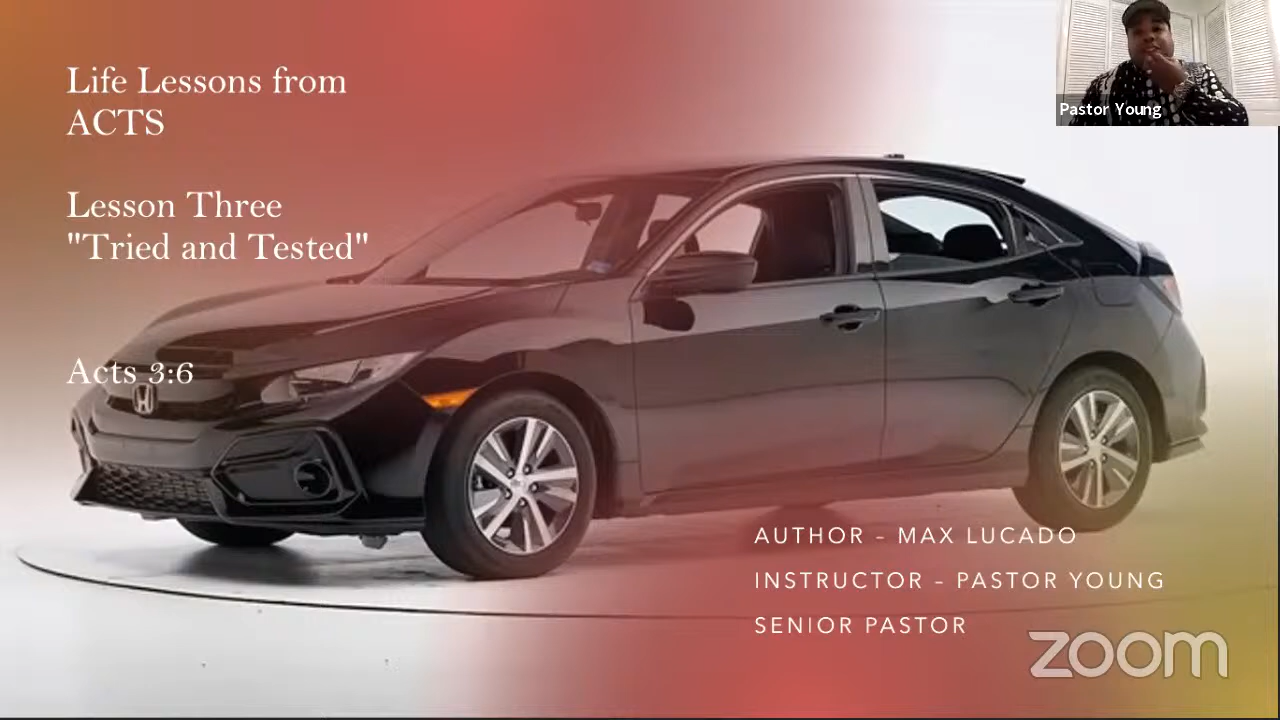 Life Lessons from
ACTS
Lesson Three
"Tried and Tested"
Acts 3:6
Pastor Young
AUTHOR - MAX LUCADO
INSTRUCTOR - PASTOR YOUNG
SENIOR PASTOR
zoom